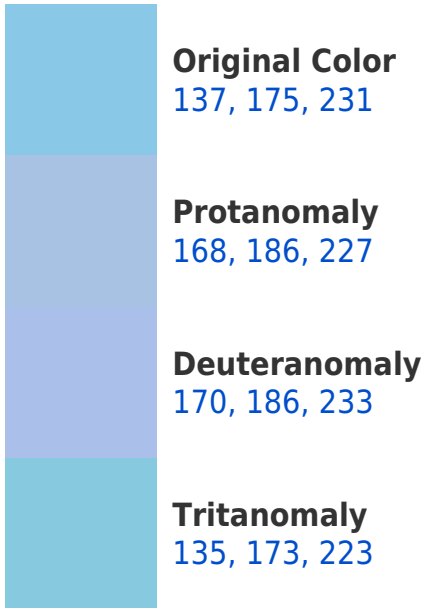 Original Color
137, 175, 231
Protanomaly
168, 186, 227
Deuteranomaly
170, 186, 233
Tritanomaly
135, 173, 223